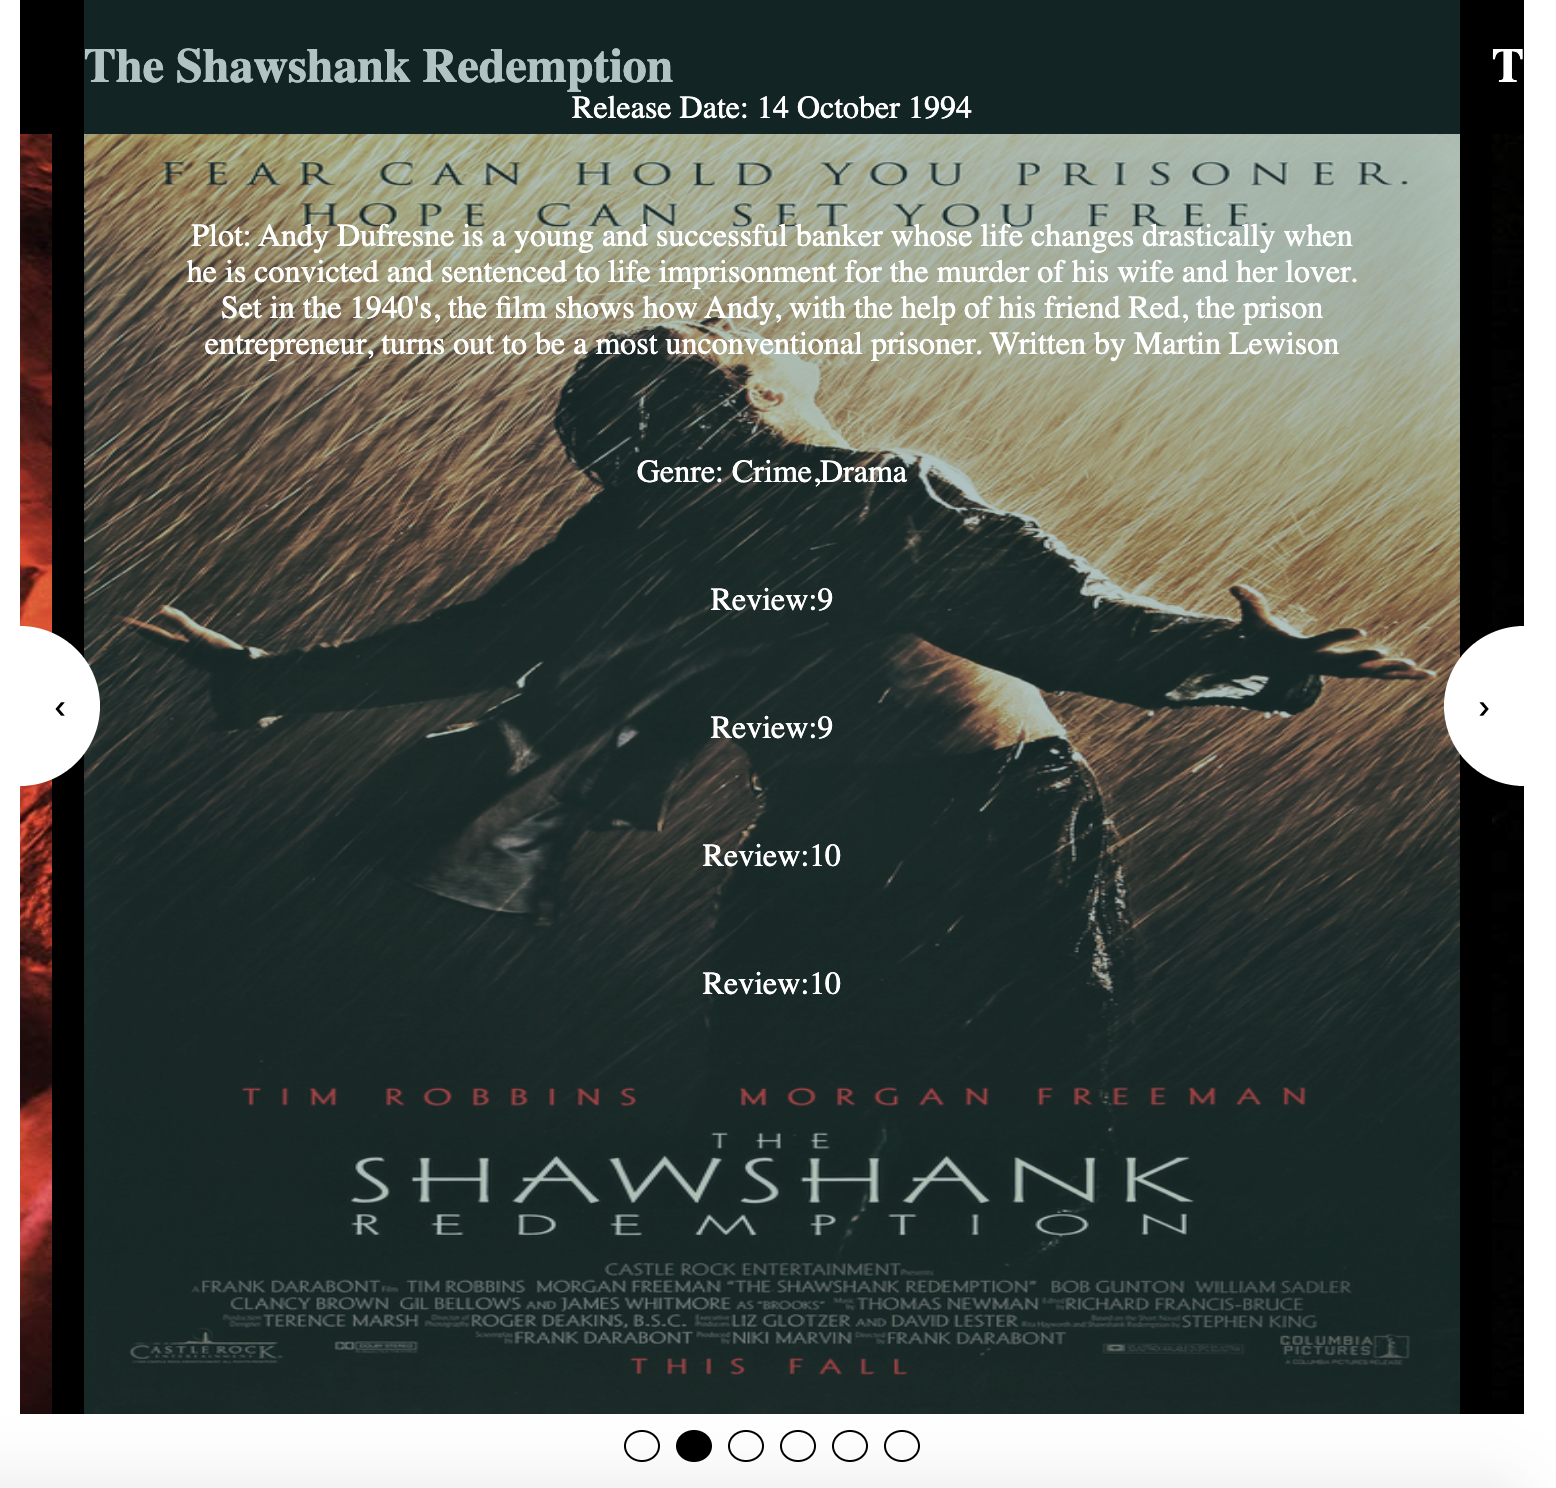 The Shawshank Redemption
T
Release Date: 14 October 1994
FEAR CAN HOLD YOU PRISONER.
HOPE CAN SET YOU FREE.
Plot: Andy Dufresne is a young and successful banker whose life changes drastically when
he is convicted and sentenced to life imprisonment for the murder of his wife and her lover.
Set in the 1940's, the film shows how Andy, with the help of his friend Red, the prison
entrepreneur, turns out to be a most unconventional prisoner. Written by Martin Lewison
Genre: Crime,Drama
Review:9
‹ ›
Review:9
Review:10
Review:10
TIM ROBBINS MORGAN FREEMAN
THE
SHAWSHANK
REDEMPTION
CASTLE ROCK ENTERTAINMENT
A FRANK DARABONT Film TIM ROBBINS MORGAN FREEMAN "THE SHAWSHANK REDEMPTION" BOB GUNTON WILLIAM SADLER
CLANCY BROWN GIL BELLOWS AND JAMES WHITMORE AS "BROOKS" THOMAS NEWMAN RICHARD FRANCIS-BRUCE
TERENCE MARSH ROGER DEAKINS, B.S.C. LIZ GLOTZER AND DAVID LESTER STEPHEN KING
FRANK DARABONT NIKI MARVIN FRANK DARABONT
CASTLE ROCK
ENTERTAINMENT
COLUMBIA
PICTURES
A COLUMBIA PICTURES RELEASE
THIS FALL